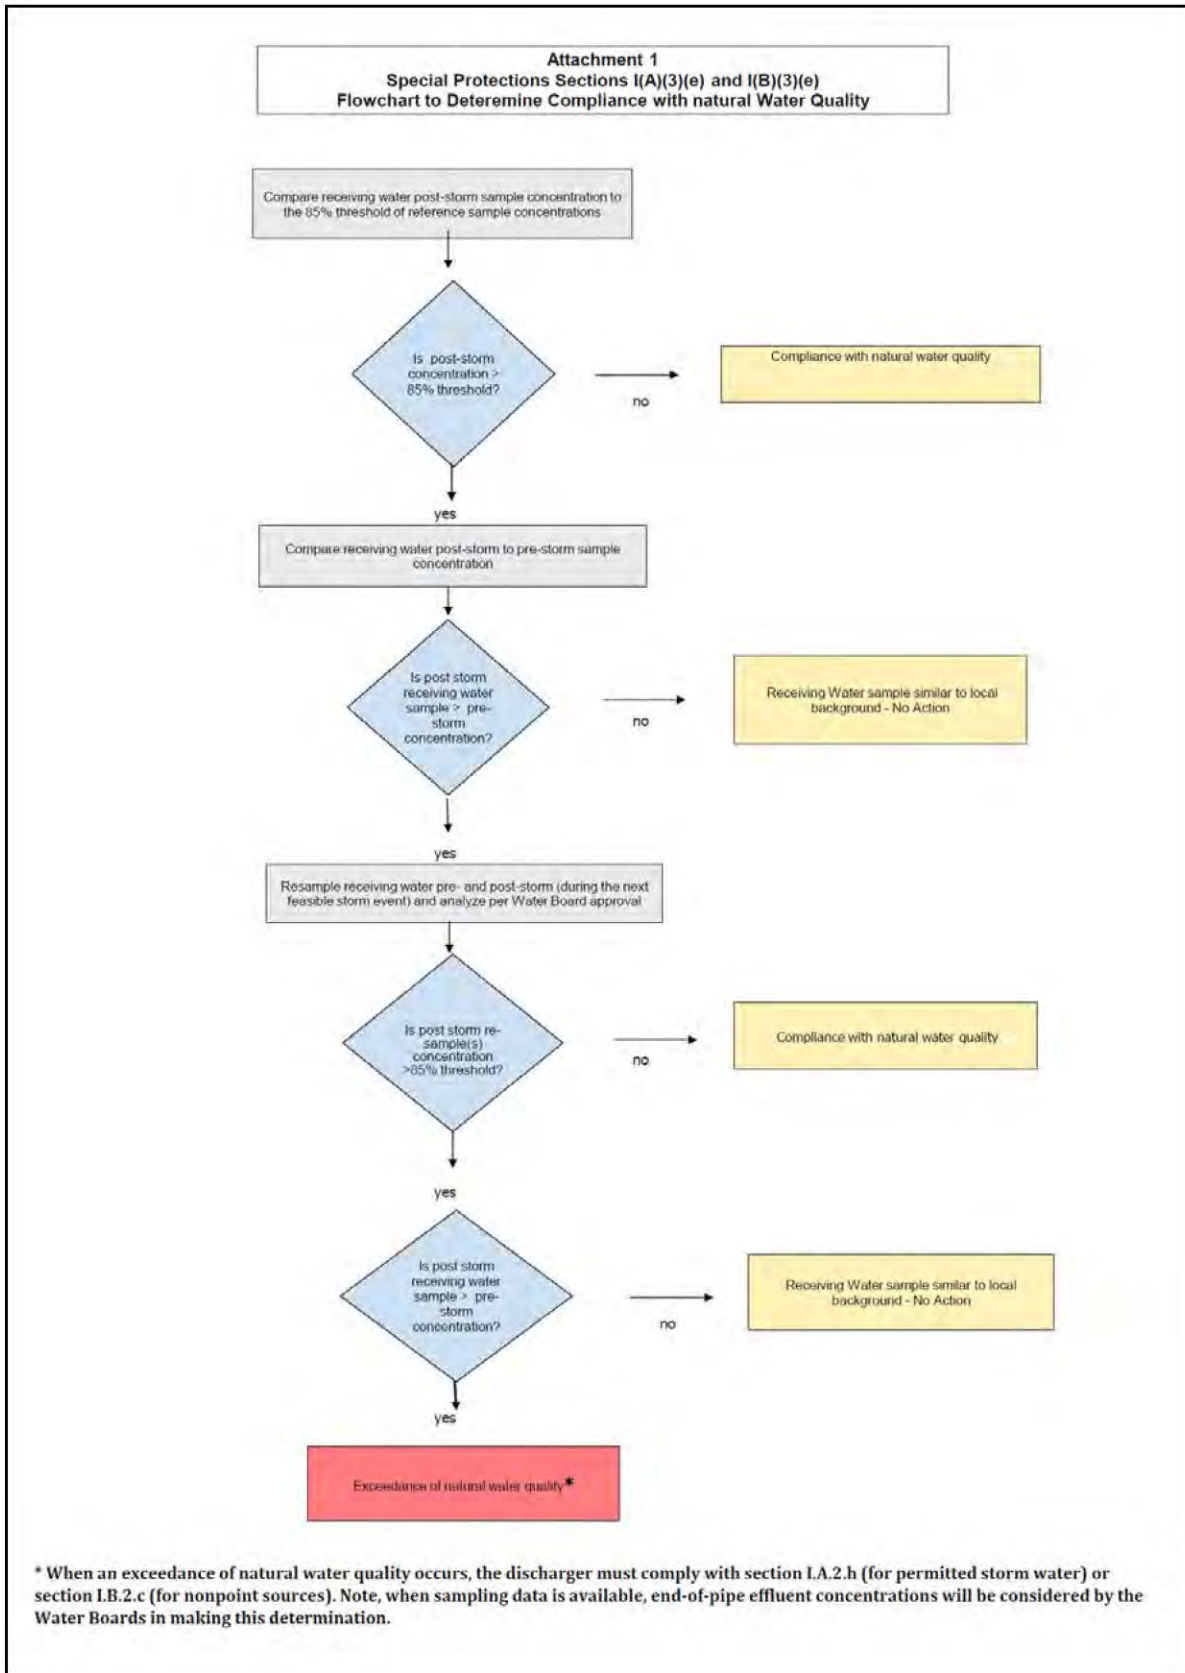 Attachment 1
Special Protections Sections I(A)(3)(e) and I(B)(3)(e)
Flowchart to Deteremine Compliance with natural Water Quality
Compare receiving water post-storm sample concentration to
the 85% threshold of reference sample concentrations
Is post-storm
concentration >
85% threshold?
no
Compliance with natural water quality
yes
Compare receiving water post-storm to pre-storm sample
concentration
Is post storm
receiving water
sample > pre-
storm
concentration?
no
Receiving Water sample similar to local
background - No Action
yes
Resample receiving water pre- and post-storm (during the next
feasible storm event) and analyze per Water Board approval
Is post storm re-
sample(s)
concentration
>85% threshold?
no
Compliance with natural water quality
yes
Is post storm
receiving water
sample > pre-
storm
concentration?
no
Receiving Water sample similar to local
background - No Action
yes
Exceedance of natural water quality*
* When an exceedance of natural water quality occurs, the discharger must comply with section I.A.2.h (for permitted storm water) or
section I.B.2.c (for nonpoint sources). Note, when sampling data is available, end-of-pipe effluent concentrations will be considered by the
Water Boards in making this determination.